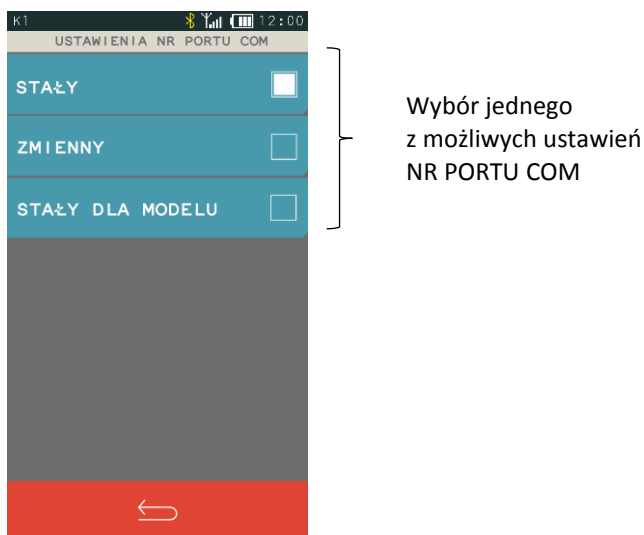 K1 12:00
USTAWIENIA NR PORTU COM
STAŁY
ZMIENNY
STAŁY DLA MODELU
Wybór jednego
z możliwych ustawień
NR PORTU COM